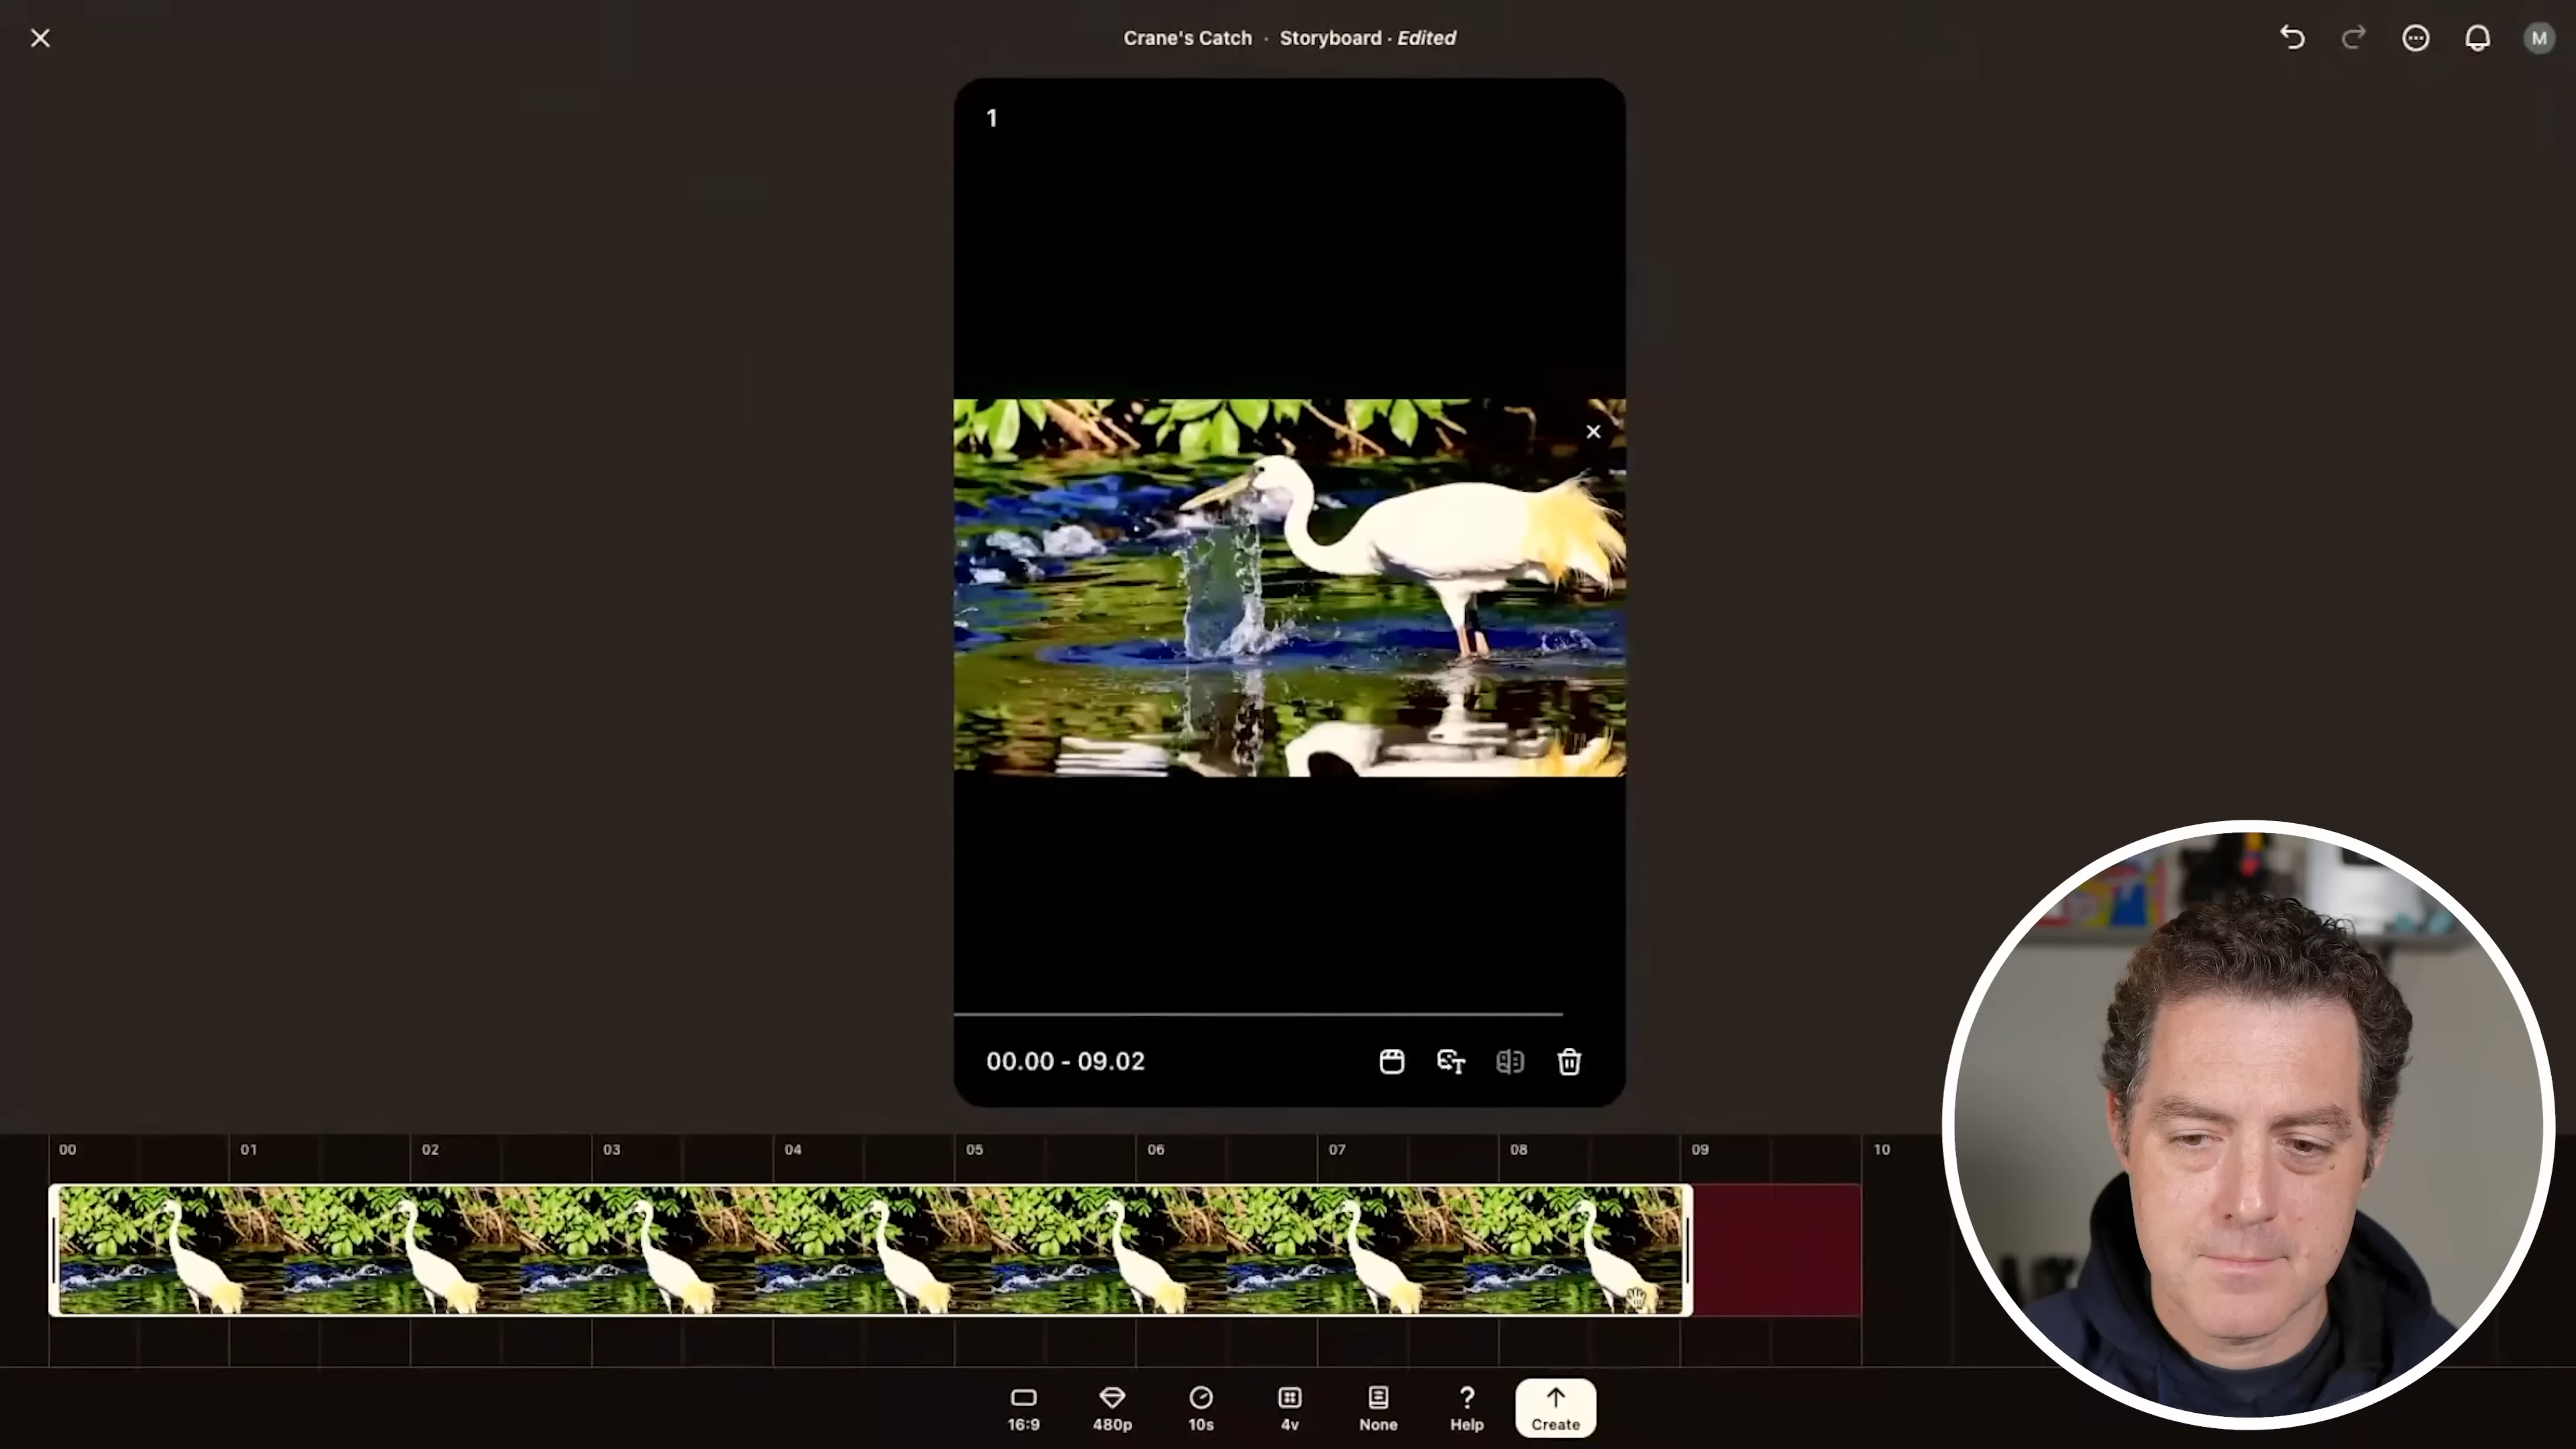 Crane's Catch · Storyboard · Edited
M
1
00.00 - 09.02
00 01 02 03 04 05 06 07 08 09 10
16:9 480p 10s 4v None Help Create